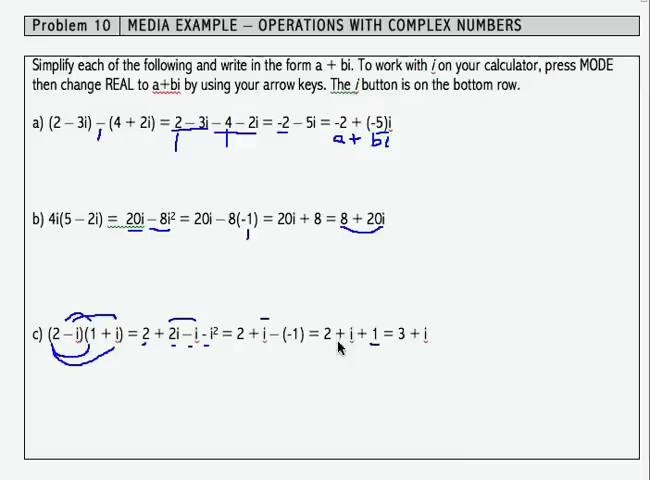 Problem 10 MEDIA EXAMPLE – OPERATIONS WITH COMPLEX NUMBERS
Simplify each of the following and write in the form a + bi. To work with i on your calculator, press MODE
then change REAL to a+bi by using your arrow keys. The i button is on the bottom row.
a) (2 – 3i) – (4 + 2i) = 2 – 3i – 4 – 2i = -2 – 5i = -2 + (-5)i
a + bi
b) 4i(5 – 2i) = 20i – 8i² = 20i – 8(-1) = 20i + 8 = 8 + 20i
c) (2 – i)(1 + i) = 2 + 2i – i - i² = 2 + i – (-1) = 2 + i + 1 = 3 + i